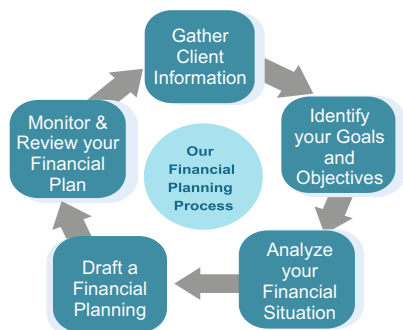 Gather
Client
Information
Identify
your Goals
and
Objectives
Analyze
your
Financial
Situation
Draft a
Financial
Planning
Monitor &
Review your
Financial
Plan
Our
Financial
Planning
Process